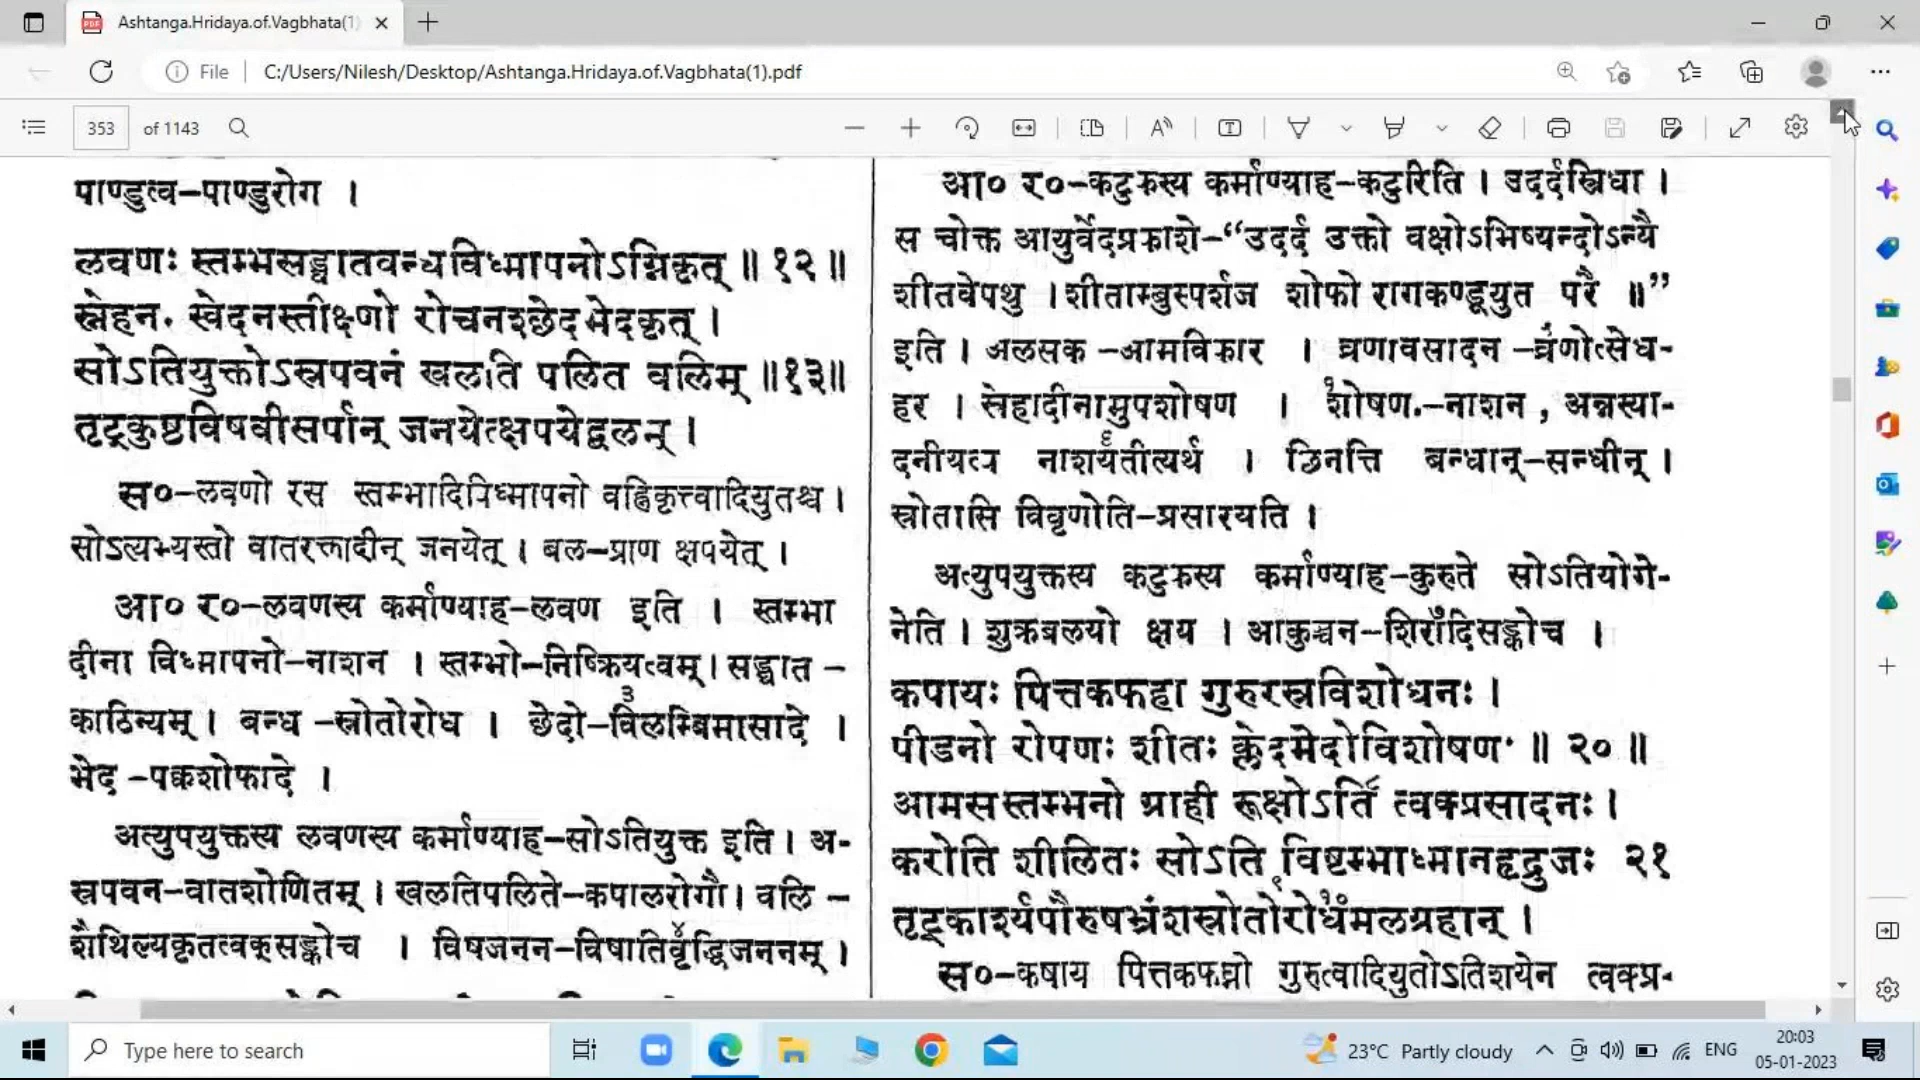 Ashtanga.Hridaya.of.Vagbhata(1)
File
C:/Users/Nilesh/Desktop/Ashtanga.Hridaya.of.Vagbhata(1).pdf
353 of 1143
पाण्डुत्व-पाण्डुरोग ।
लवणः स्तम्भसङ्घातबन्धविध्मापनोऽग्निकृत् ॥ १२ ॥
स्नेहन. स्वेदनस्तीक्ष्णो रोचनश्छेदभेदकृत् ।
सोऽतियुक्तोऽस्रपवनं खलति पलित वलिम् ॥१३॥
तृट्कुष्ठविषवीसर्पान् जनयेत्क्षपयेद्बलन् ।
स०-लवणो रस स्तम्भादिविध्मापनो वह्निकृत्त्वादियुतश्च ।
सोऽत्यभ्यस्तो वातरक्तादीन् जनयेत् । बल-प्राण क्षपयेत् ।
आ० र०-लवणस्य कर्माण्याह-लवण इति । स्तम्भा
दीना विध्मापनो-नाशन । स्तम्भो-निष्क्रियत्वम् । सङ्घात -
काठिन्यम् । बन्ध -स्रोतोरोध । छेदो-विलम्बिमासादे ।
भेद -पक्वशोफादे ।
अत्युपयुक्तस्य लवणस्य कर्माण्याह-सोऽतियुक्त इति । अ-
स्रपवन-वातशोणितम् । खलतिपलिते-कपालरोगौ । वलि -
शैथिल्यकृतत्वक्सङ्कोच । विषजनन-विषातिवृद्धिजननम् ।
आ० र०-कटुकस्य कर्माण्याह-कटुरिति । उदर्दस्त्रिधा ।
स चोक्त आयुर्वेदप्रकाशे-“उदर्द उक्तो वक्षोऽभिष्यन्दोऽन्यै
शीतवेपथु । शीताम्बुस्पर्शज शोफो रागकण्डूयुत परै ॥”
इति । अलसक -आमविकार । व्रणावसादन -व्रणोत्सेध-
हर । स्नेहादीनामुपशोषण । शोषण.-नाशन, अन्नस्या-
दनीयत्व नाशयतीत्यर्थ । छिनत्ति बन्धान्-सन्धीन् ।
स्रोतासि विवृणोति-प्रसारयति ।
अत्युपयुक्तस्य कटुकस्य कर्माण्याह-कुरुते सोऽतियोगे-
नेति । शुक्रबलयो क्षय । आकुञ्चन-शिरादिसङ्कोच ।
कषायः पित्तकफहा गुरुरस्रविशोधनः ।
पीडनो रोपणः शीतः क्लेदमेदोविशोषण. ॥ २० ॥
आमसस्तम्भनो ग्राही रूक्षोऽति त्वक्प्रसादनः ।
करोति शीलितः सोऽति विष्टम्भाध्मानहृद्रुजः २१
तृट्कार्श्यपौरुषभ्रंशस्रोतोरोधमलग्रहान् ।
स०-कषाय पित्तकफघ्नो गुरुत्वादियुतोऽतिशयेन त्वक्प्र-
Type here to search
23°C Partly cloudy
ENG
20:03
05-01-2023